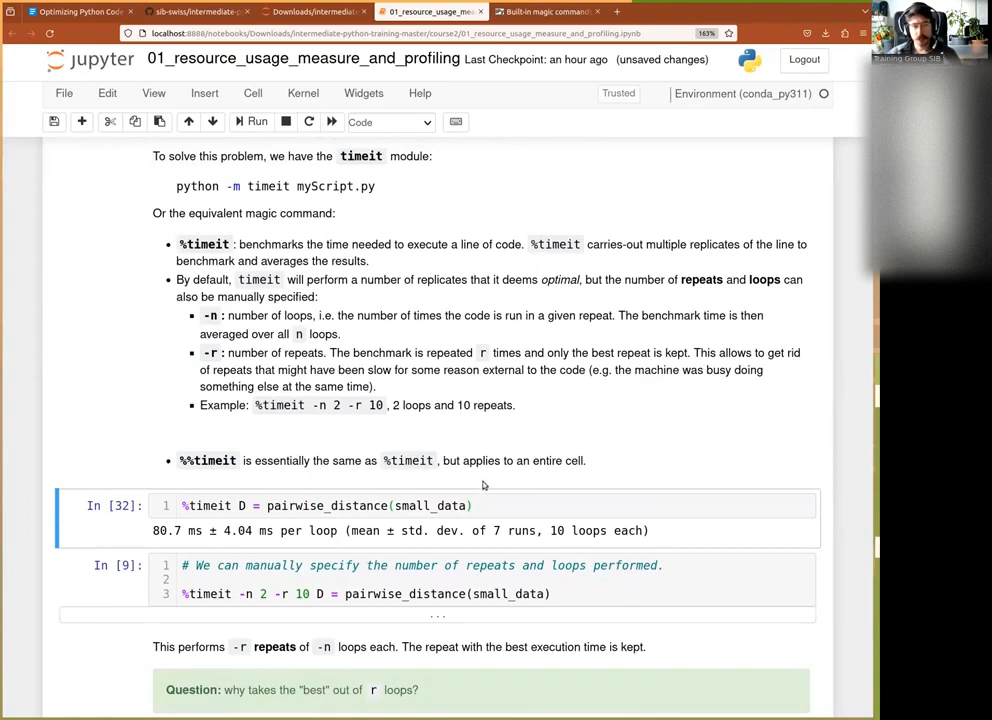 Optimizing Python Code
sib-swiss/intermediate-p
Downloads/intermediate
01_resource_usage_mea
Built-in magic command
localhost:8888/notebooks/Downloads/intermediate-python-training-master/course2/01_resource_usage_measure_and_profiling.ipynb
163%
Training Group SIB
jupyter 01_resource_usage_measure_and_profiling Last Checkpoint: an hour ago (unsaved changes)
Logout
File Edit View Insert Cell Kernel Widgets Help
Trusted
Environment (conda_py311)
Run
Code
To solve this problem, we have the timeit module:
python -m timeit myScript.py
Or the equivalent magic command:
• %timeit : benchmarks the time needed to execute a line of code. %timeit carries-out multiple replicates of the line to
benchmark and averages the results.
• By default, timeit will perform a number of replicates that it deems optimal, but the number of repeats and loops can
also be manually specified:
▪ -n : number of loops, i.e. the number of times the code is run in a given repeat. The benchmark time is then
averaged over all n loops.
▪ -r : number of repeats. The benchmark is repeated r times and only the best repeat is kept. This allows to get rid
of repeats that might have been slow for some reason external to the code (e.g. the machine was busy doing
something else at the same time).
▪ Example: %timeit -n 2 -r 10 , 2 loops and 10 repeats.
• %%timeit is essentially the same as %timeit , but applies to an entire cell.
In [32]: 1 %timeit D = pairwise_distance(small_data)
80.7 ms ± 4.04 ms per loop (mean ± std. dev. of 7 runs, 10 loops each)
In [9]: 1 # We can manually specify the number of repeats and loops performed.
2
3 %timeit -n 2 -r 10 D = pairwise_distance(small_data)
...
This performs -r repeats of -n loops each. The repeat with the best execution time is kept.
Question: why takes the "best" out of r loops?